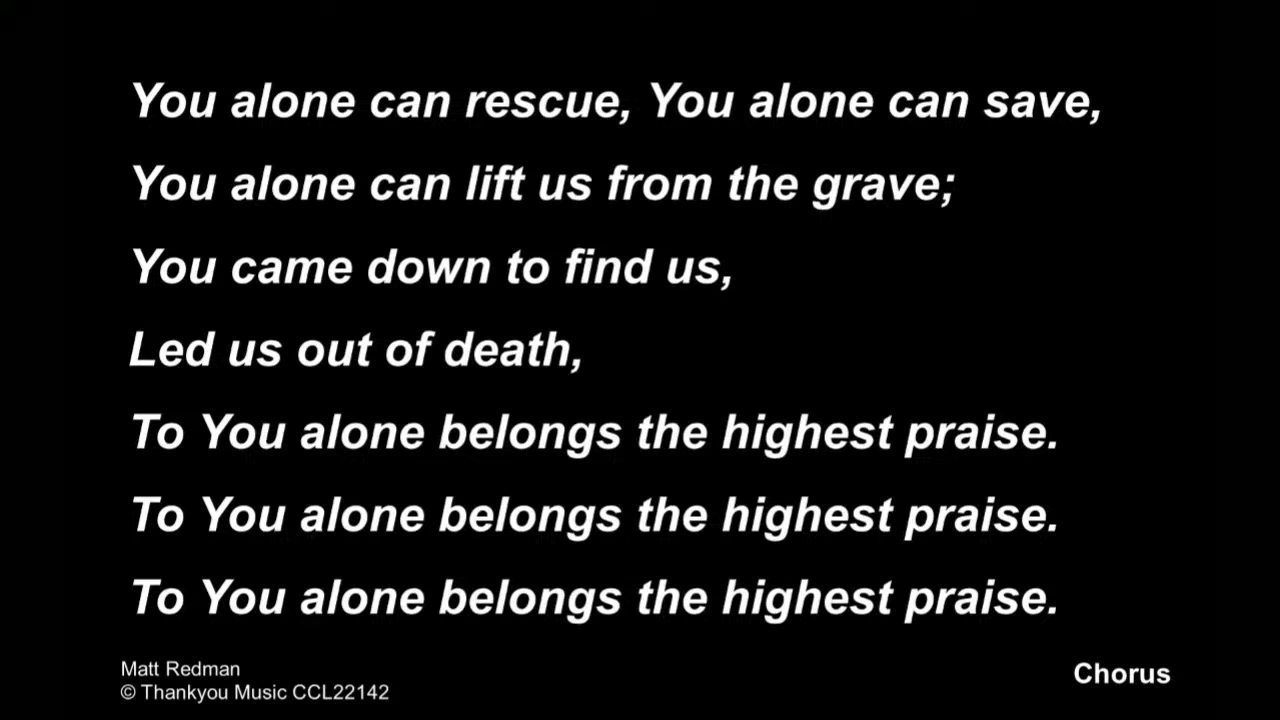 You alone can rescue, You alone can save,
You alone can lift us from the grave;
You came down to find us,
Led us out of death,
To You alone belongs the highest praise.
To You alone belongs the highest praise.
To You alone belongs the highest praise.
Matt Redman
© Thankyou Music CCL22142
Chorus